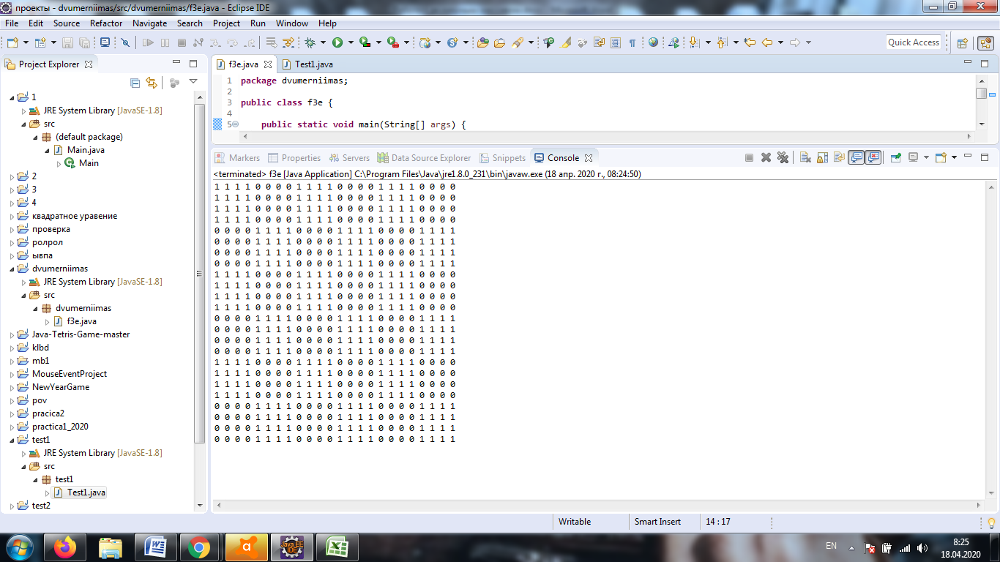 проекты - dvumerniimas/src/dvumerniimas/f3e.java - Eclipse IDE
File Edit Source Refactor Navigate Search Project Run Window Help
Quick Access
Project Explorer
1
JRE System Library [JavaSE-1.8]
src
(default package)
Main.java
Main
2
3
4
квадратное уравение
проверка
ролрол
ывпа
dvumerniimas
JRE System Library [JavaSE-1.8]
src
dvumerniimas
f3e.java
Java-Tetris-Game-master
klbd
mb1
MouseEventProject
NewYearGame
pov
pracica2
practica1_2020
test1
JRE System Library [JavaSE-1.8]
src
test1
Test1.java
test2
f3e.java Test1.java
1 package dvumerniimas;
2
3 public class f3e {
4
5 public static void main(String[] args) {
Markers Properties Servers Data Source Explorer Snippets Console
<terminated> f3e [Java Application] C:\Program Files\Java\jre1.8.0_231\bin\javaw.exe (18 апр. 2020 г., 08:24:50)
1 1 1 1 0 0 0 0 1 1 1 1 0 0 0 0 1 1 1 1 0 0 0 0
1 1 1 1 0 0 0 0 1 1 1 1 0 0 0 0 1 1 1 1 0 0 0 0
1 1 1 1 0 0 0 0 1 1 1 1 0 0 0 0 1 1 1 1 0 0 0 0
1 1 1 1 0 0 0 0 1 1 1 1 0 0 0 0 1 1 1 1 0 0 0 0
0 0 0 0 1 1 1 1 0 0 0 0 1 1 1 1 0 0 0 0 1 1 1 1
0 0 0 0 1 1 1 1 0 0 0 0 1 1 1 1 0 0 0 0 1 1 1 1
0 0 0 0 1 1 1 1 0 0 0 0 1 1 1 1 0 0 0 0 1 1 1 1
0 0 0 0 1 1 1 1 0 0 0 0 1 1 1 1 0 0 0 0 1 1 1 1
1 1 1 1 0 0 0 0 1 1 1 1 0 0 0 0 1 1 1 1 0 0 0 0
1 1 1 1 0 0 0 0 1 1 1 1 0 0 0 0 1 1 1 1 0 0 0 0
1 1 1 1 0 0 0 0 1 1 1 1 0 0 0 0 1 1 1 1 0 0 0 0
1 1 1 1 0 0 0 0 1 1 1 1 0 0 0 0 1 1 1 1 0 0 0 0
0 0 0 0 1 1 1 1 0 0 0 0 1 1 1 1 0 0 0 0 1 1 1 1
0 0 0 0 1 1 1 1 0 0 0 0 1 1 1 1 0 0 0 0 1 1 1 1
0 0 0 0 1 1 1 1 0 0 0 0 1 1 1 1 0 0 0 0 1 1 1 1
0 0 0 0 1 1 1 1 0 0 0 0 1 1 1 1 0 0 0 0 1 1 1 1
1 1 1 1 0 0 0 0 1 1 1 1 0 0 0 0 1 1 1 1 0 0 0 0
1 1 1 1 0 0 0 0 1 1 1 1 0 0 0 0 1 1 1 1 0 0 0 0
1 1 1 1 0 0 0 0 1 1 1 1 0 0 0 0 1 1 1 1 0 0 0 0
1 1 1 1 0 0 0 0 1 1 1 1 0 0 0 0 1 1 1 1 0 0 0 0
0 0 0 0 1 1 1 1 0 0 0 0 1 1 1 1 0 0 0 0 1 1 1 1
0 0 0 0 1 1 1 1 0 0 0 0 1 1 1 1 0 0 0 0 1 1 1 1
0 0 0 0 1 1 1 1 0 0 0 0 1 1 1 1 0 0 0 0 1 1 1 1
0 0 0 0 1 1 1 1 0 0 0 0 1 1 1 1 0 0 0 0 1 1 1 1
Writable Smart Insert 14 : 17
Java EE
IDE
EN
8:25
18.04.2020